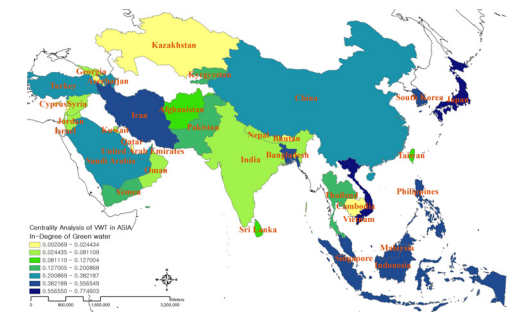 Kazakhstan
Georgia
Kyrgyzstan
Turkey
Azerbaijan
China
Cyprus
Syria
Iran
Afghanistan
South Korea
Japan
Jordan
Israel
Kuwait
Pakistan
Nepal
Bhutan
Qatar
United Arab Emirates
Saudi Arabia
India
Bangladesh
Taiwan
Oman
Yemen
Thailand
Philippines
Cambodia
Vietnam
Sri Lanka
Malaysia
Singapore
Indonesia
Centrality Analysis of VWT in ASIA
In-Degree of Green water
0.002069 - 0.024434
0.024435 - 0.081109
0.081110 - 0.127004
0.127005 - 0.200868
0.200869 - 0.382187
0.382188 - 0.556549
0.556550 - 0.774603
0 800,000 1,600,000 3,200,000
Meters